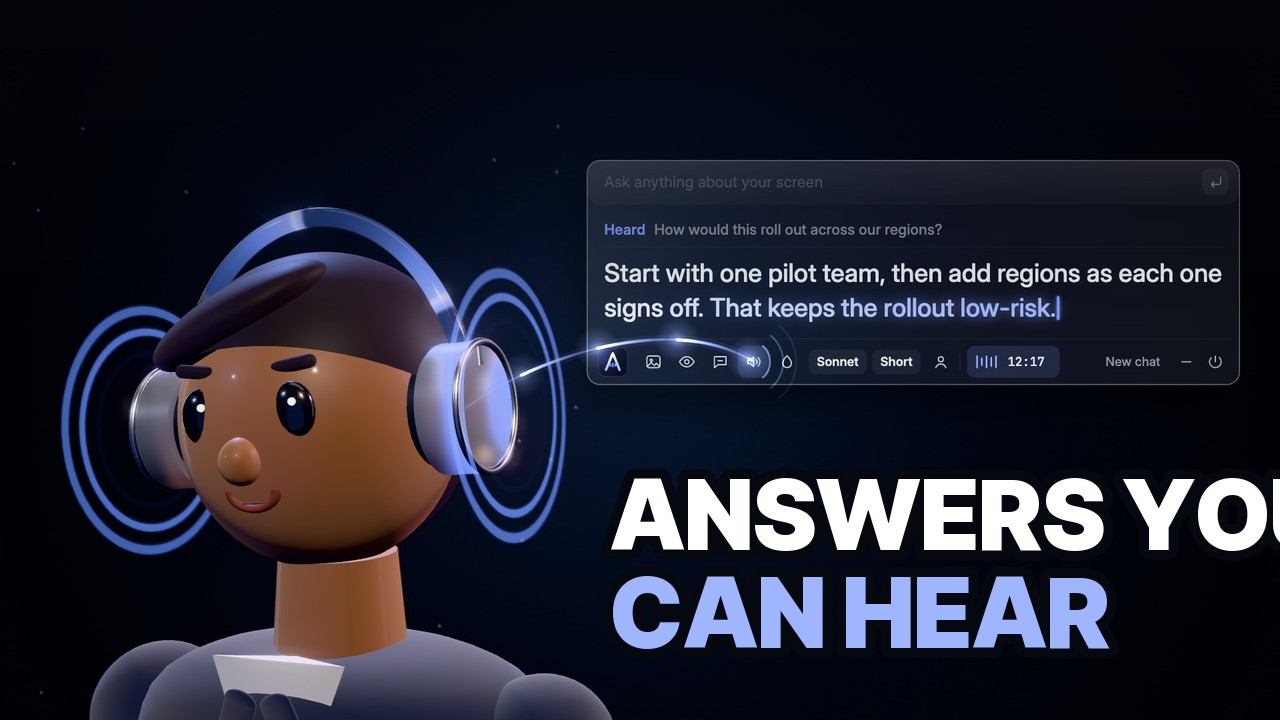 Ask anything about your screen
Heard How would this roll out across our regions?
Start with one pilot team, then add regions as each one
signs off. That keeps the rollout low-risk.
Sonnet Short 12:17 New chat
ANSWERS YOU
CAN HEAR